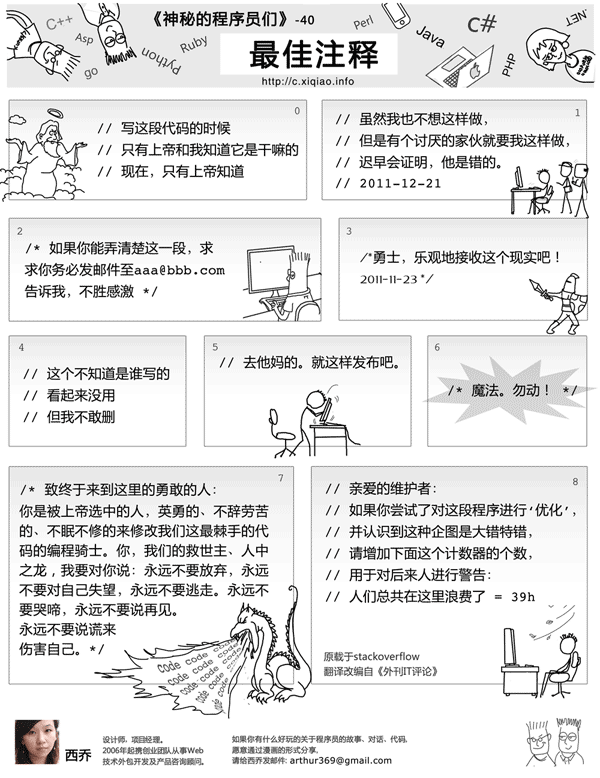 《神秘的程序员们》-40
最佳注释
http://c.xiqiao.info
C++
Asp
go
Python
Ruby
Perl
Java
C#
PHP
.NET
0
// 写这段代码的时候
// 只有上帝和我知道它是干嘛的
// 现在，只有上帝知道
1
// 虽然我也不想这样做，
// 但是有个讨厌的家伙就要我这样做，
// 迟早会证明，他是错的。
// 2011-12-21
2
/* 如果你能弄清楚这一段，求
求你务必发邮件至aaa@bbb.com
告诉我，不胜感激 */
3
/*勇士，乐观地接收这个现实吧！
2011-11-23 */
4
// 这个不知道是谁写的
// 看起来没用
// 但我不敢删
5
// 去他妈的。就这样发布吧。
6
/* 魔法。勿动！ */
7
/* 致终于来到这里的勇敢的人：
你是被上帝选中的人，英勇的、不辞劳苦
的、不眠不修的来修改我们这最棘手的代
码的编程骑士。你，我们的救世主、人中
之龙，我要对你说：永远不要放弃，永远
不要对自己失望，永远不要逃走。永远不
要哭啼，永远不要说再见。
永远不要说谎来
伤害自己。*/
code code code
code code code
code code code
code code
8
// 亲爱的维护者：
// 如果你尝试了对这段程序进行‘优化’，
// 并认识到这种企图是大错特错，
// 请增加下面这个计数器的个数，
// 用于对后来人进行警告：
// 人们总共在这里浪费了 = 39h
原载于stackoverflow
翻译改编自《外刊IT评论》
西乔
设计师、项目经理。
2006年起携创业团队从事Web
技术外包开发及产品咨询顾问。
如果你有什么好玩的关于程序员的故事、对话、代码，
愿意通过漫画的形式分享，
请给西乔发邮件: arthur369@gmail.com